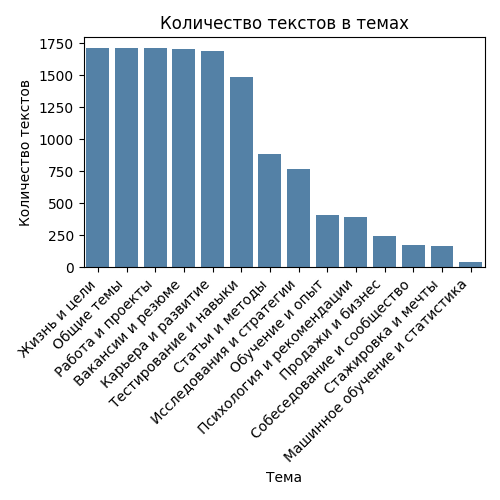 Количество текстов в темах
Количество текстов
1750
1500
1250
1000
750
500
250
0
Жизнь и цели
Общие темы
Работа и проекты
Вакансии и резюме
Карьера и развитие
Тестирование и навыки
Статьи и методы
Исследования и стратегии
Обучение и опыт
Психология и рекомендации
Продажи и бизнес
Собеседование и сообщество
Стажировка и мечты
Машинное обучение и статистика
Тема